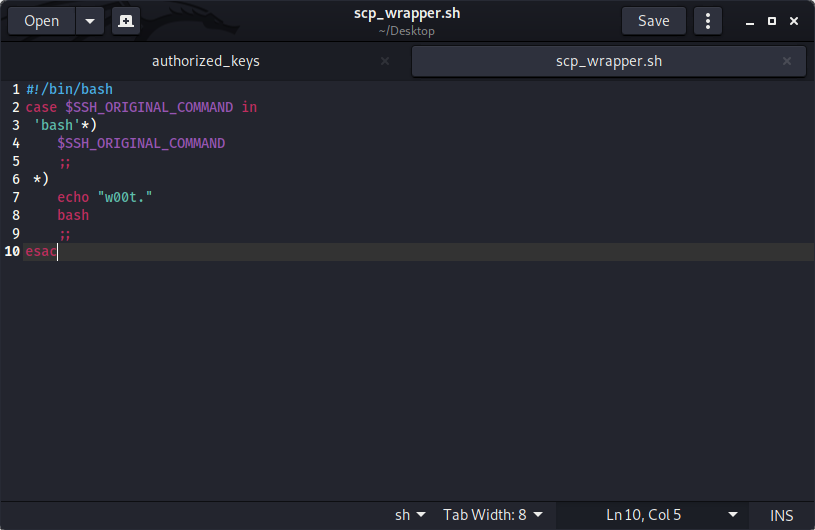 Open
scp_wrapper.sh
~/Desktop
Save
authorized_keys
scp_wrapper.sh
1 #!/bin/bash
2 case $SSH_ORIGINAL_COMMAND in
3  'bash'*)
4     $SSH_ORIGINAL_COMMAND
5     ;;
6  *)
7     echo "w00t."
8     bash
9     ;;
10 esac
sh Tab Width: 8 Ln 10, Col 5 INS